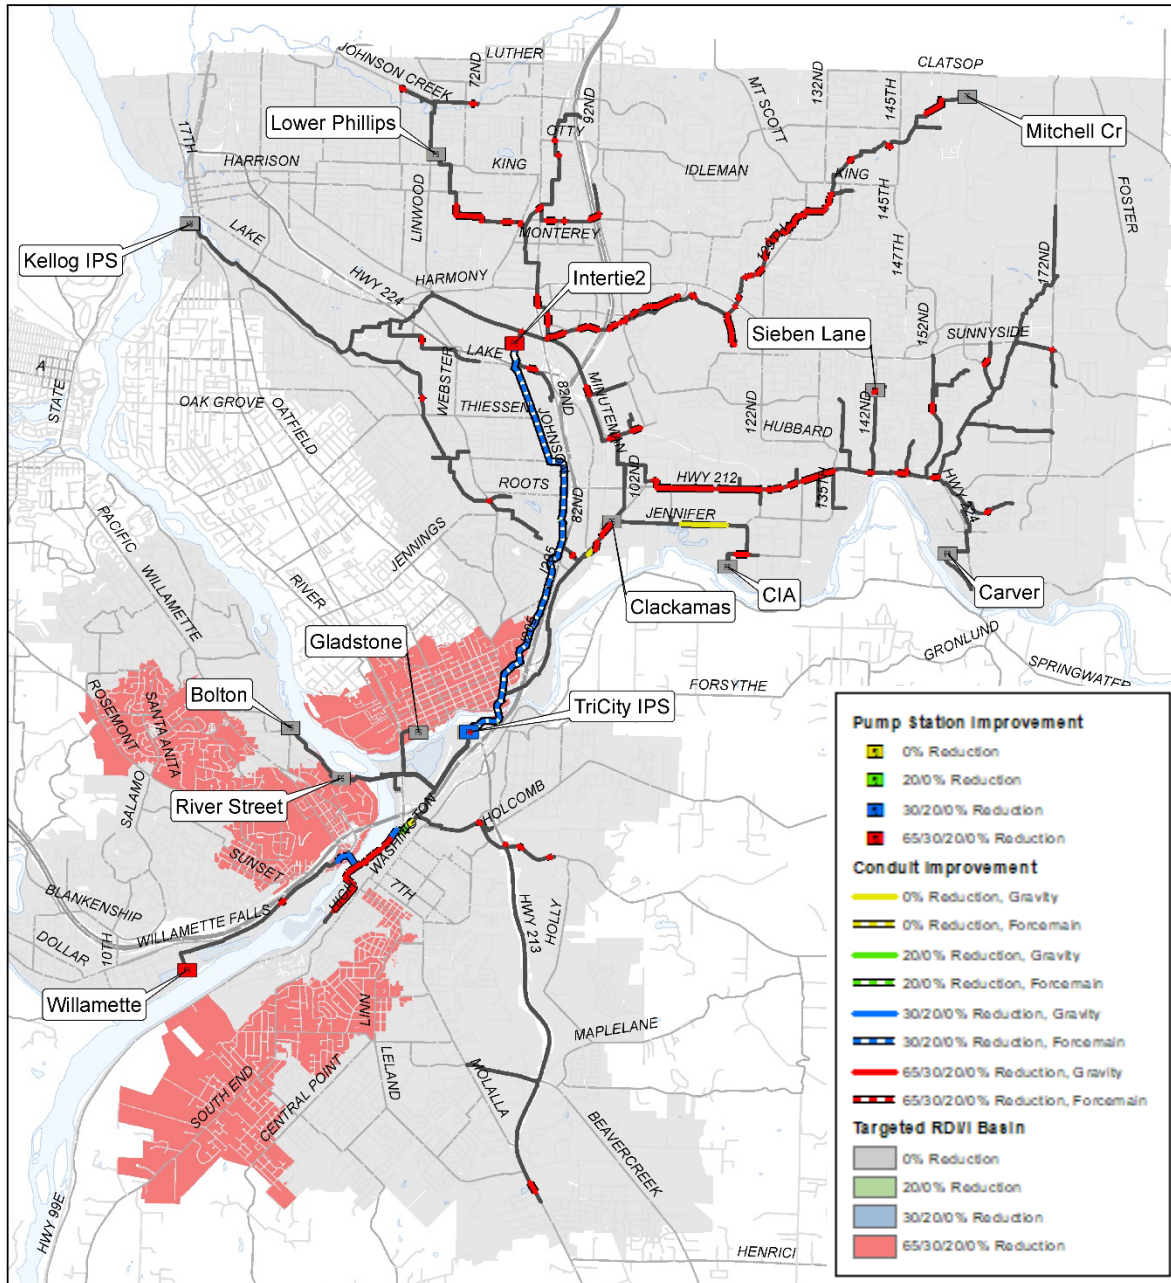 JOHNSON CREEK
72ND
LUTHER
92ND
MT SCOTT
132ND
145TH
CLATSOP
Lower Phillips
Mitchell Cr
17TH
OTTY
HARRISON
LINWOOD
KING
IDLEMAN
KING
145TH
FOSTER
Kellog IPS
LAKE
MONTEREY
129TH
147TH
172ND
HARMONY
HWY 224
Intertie2
Sieben Lane
152ND
SUNNYSIDE
LAKE
A
STATE
WEBSTER
OAK GROVE
OATFIELD
THIESSEN
JOHNSON
82ND
MINUTEMAN
122ND
142ND
HUBBARD
ROOTS
82ND
102ND
HWY 212
135TH
HWY 224
JENNIFER
PACIFIC
JENNINGS
I205
WILLAMETTE
RIVER
Clackamas
CIA
Carver
I205
GRONLUND
Gladstone
SPRINGWATER
Bolton
ROSEMONT
SANTA ANITA
FORSYTHE
TriCity IPS
River Street
SALAMO
HOLCOMB
WASHINGTON
SUNSET
HIGH
7TH
BLANKENSHIP
WILLAMETTE FALLS
HWY 213
HOLLY
DOLLAR
10TH
Willamette
LINN
MAPLELANE
LELAND
MOLALLA
SOUTH END
CENTRAL POINT
BEAVERCREEK
HWY 99E
HENRICI
Pump Station Improvement
0% Reduction
20/0% Reduction
30/20/0% Reduction
65/30/20/0% Reduction
Conduit Improvement
0% Reduction, Gravity
0% Reduction, Forcemain
20/0% Reduction, Gravity
20/0% Reduction, Forcemain
30/20/0% Reduction, Gravity
30/20/0% Reduction, Forcemain
65/30/20/0% Reduction, Gravity
65/30/20/0% Reduction, Forcemain
Targeted RDI/I Basin
0% Reduction
20/0% Reduction
30/20/0% Reduction
65/30/20/0% Reduction